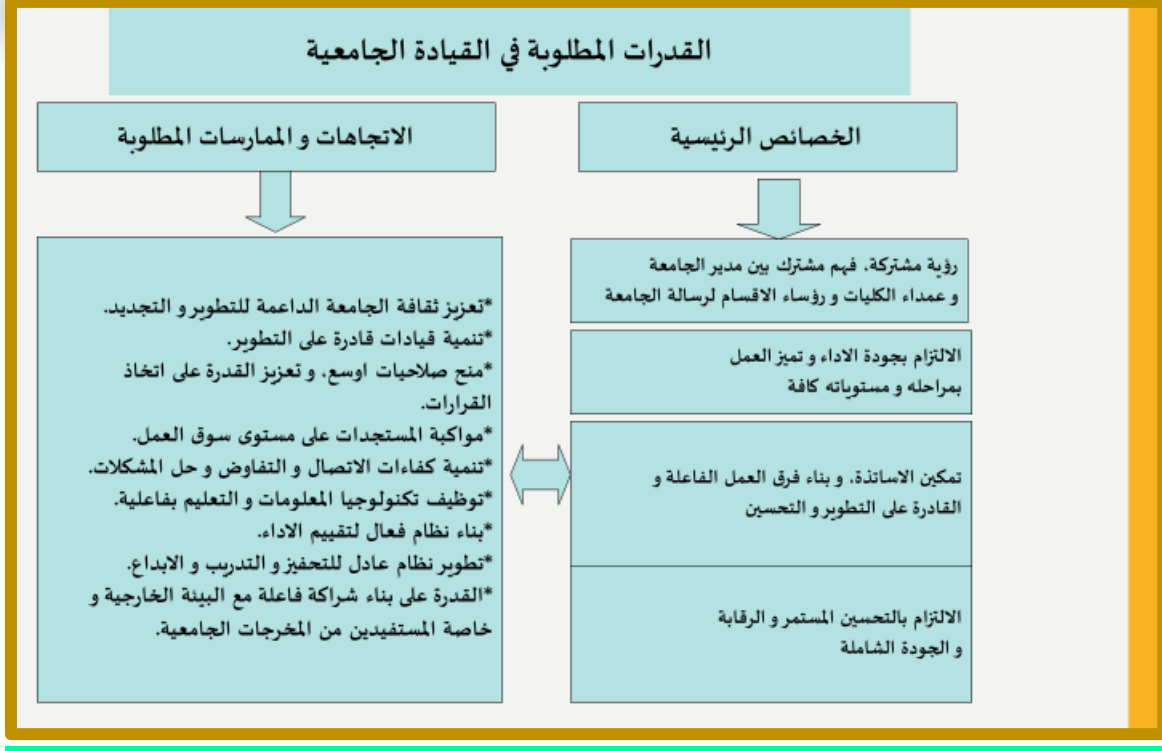 القدرات المطلوبة في القيادة الجامعية
الخصائص الرئيسية
رؤية مشتركة، فهم مشترك بين مدير الجامعة
و عمداء الكليات و رؤساء الاقسام لرسالة الجامعة
الالتزام بجودة الاداء و تميز العمل
بمراحله و مستوياته كافة
تمكين الاساتذة، و بناء فرق العمل الفاعلة و
القادرة على التطوير و التحسين
الالتزام بالتحسين المستمر و الرقابة
و الجودة الشاملة
الاتجاهات و الممارسات المطلوبة
*تعزيز ثقافة الجامعة الداعمة للتطوير و التجديد.
*تنمية قيادات قادرة على التطوير.
*منح صلاحيات اوسع، و تعزيز القدرة على اتخاذ
القرارات.
*مواكبة المستجدات على مستوى سوق العمل.
*تنمية كفاءات الاتصال و التفاوض و حل المشكلات.
*توظيف تكنولوجيا المعلومات و التعليم بفاعلية.
*بناء نظام فعال لتقييم الاداء.
*تطوير نظام عادل للتحفيز و التدريب و الابداع.
*القدرة على بناء شراكة فاعلة مع البيئة الخارجية و
خاصة المستفيدين من المخرجات الجامعية.